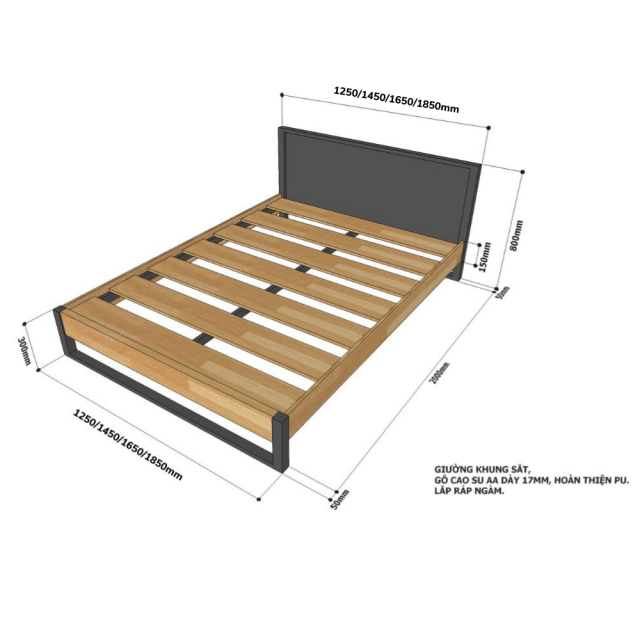 1250/1450/1650/1850mm
800mm
150mm
50mm
300mm
2000mm
1250/1450/1650/1850mm
50mm
GIƯỜNG KHUNG SẮT,
GỖ CAO SU AA DÀY 17MM, HOÀN THIỆN PU.
LẮP RÁP NGÀM.